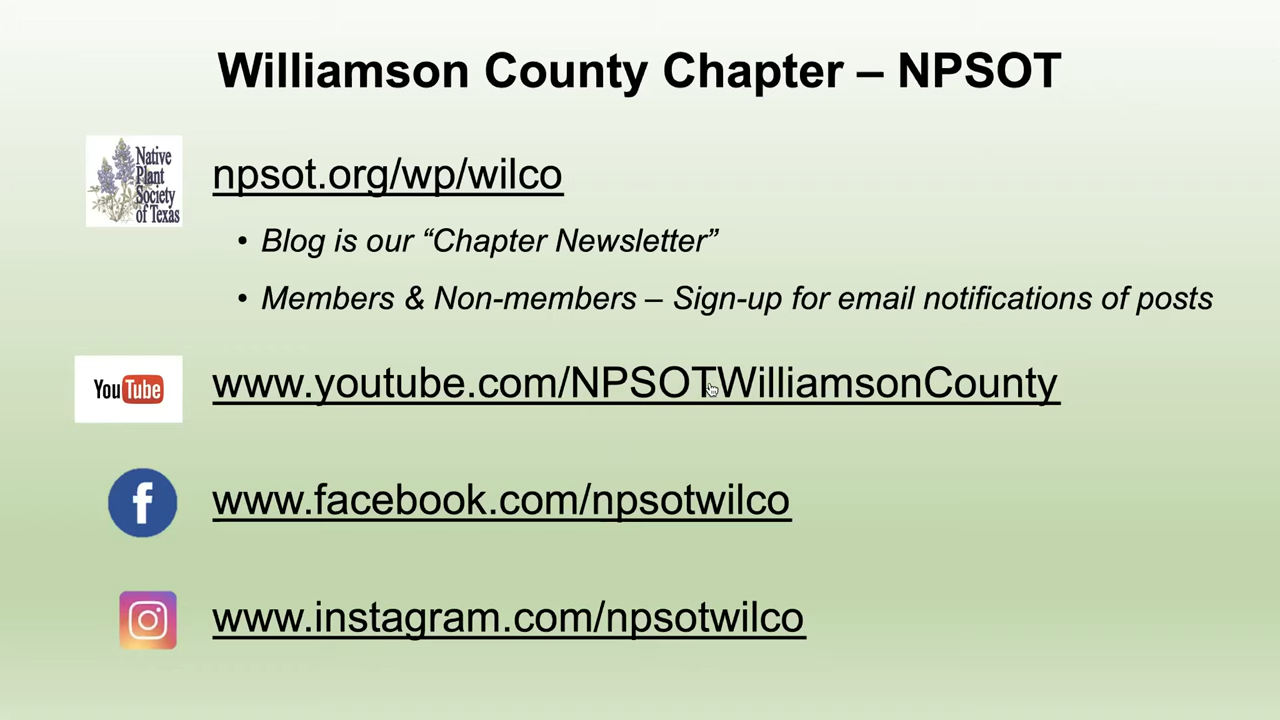 Williamson County Chapter – NPSOT
Native
Plant
Society
of Texas
npsot.org/wp/wilco
• Blog is our “Chapter Newsletter”
• Members & Non-members – Sign-up for email notifications of posts
YouTube
www.youtube.com/NPSOTWilliamsonCounty
f
www.facebook.com/npsotwilco
www.instagram.com/npsotwilco